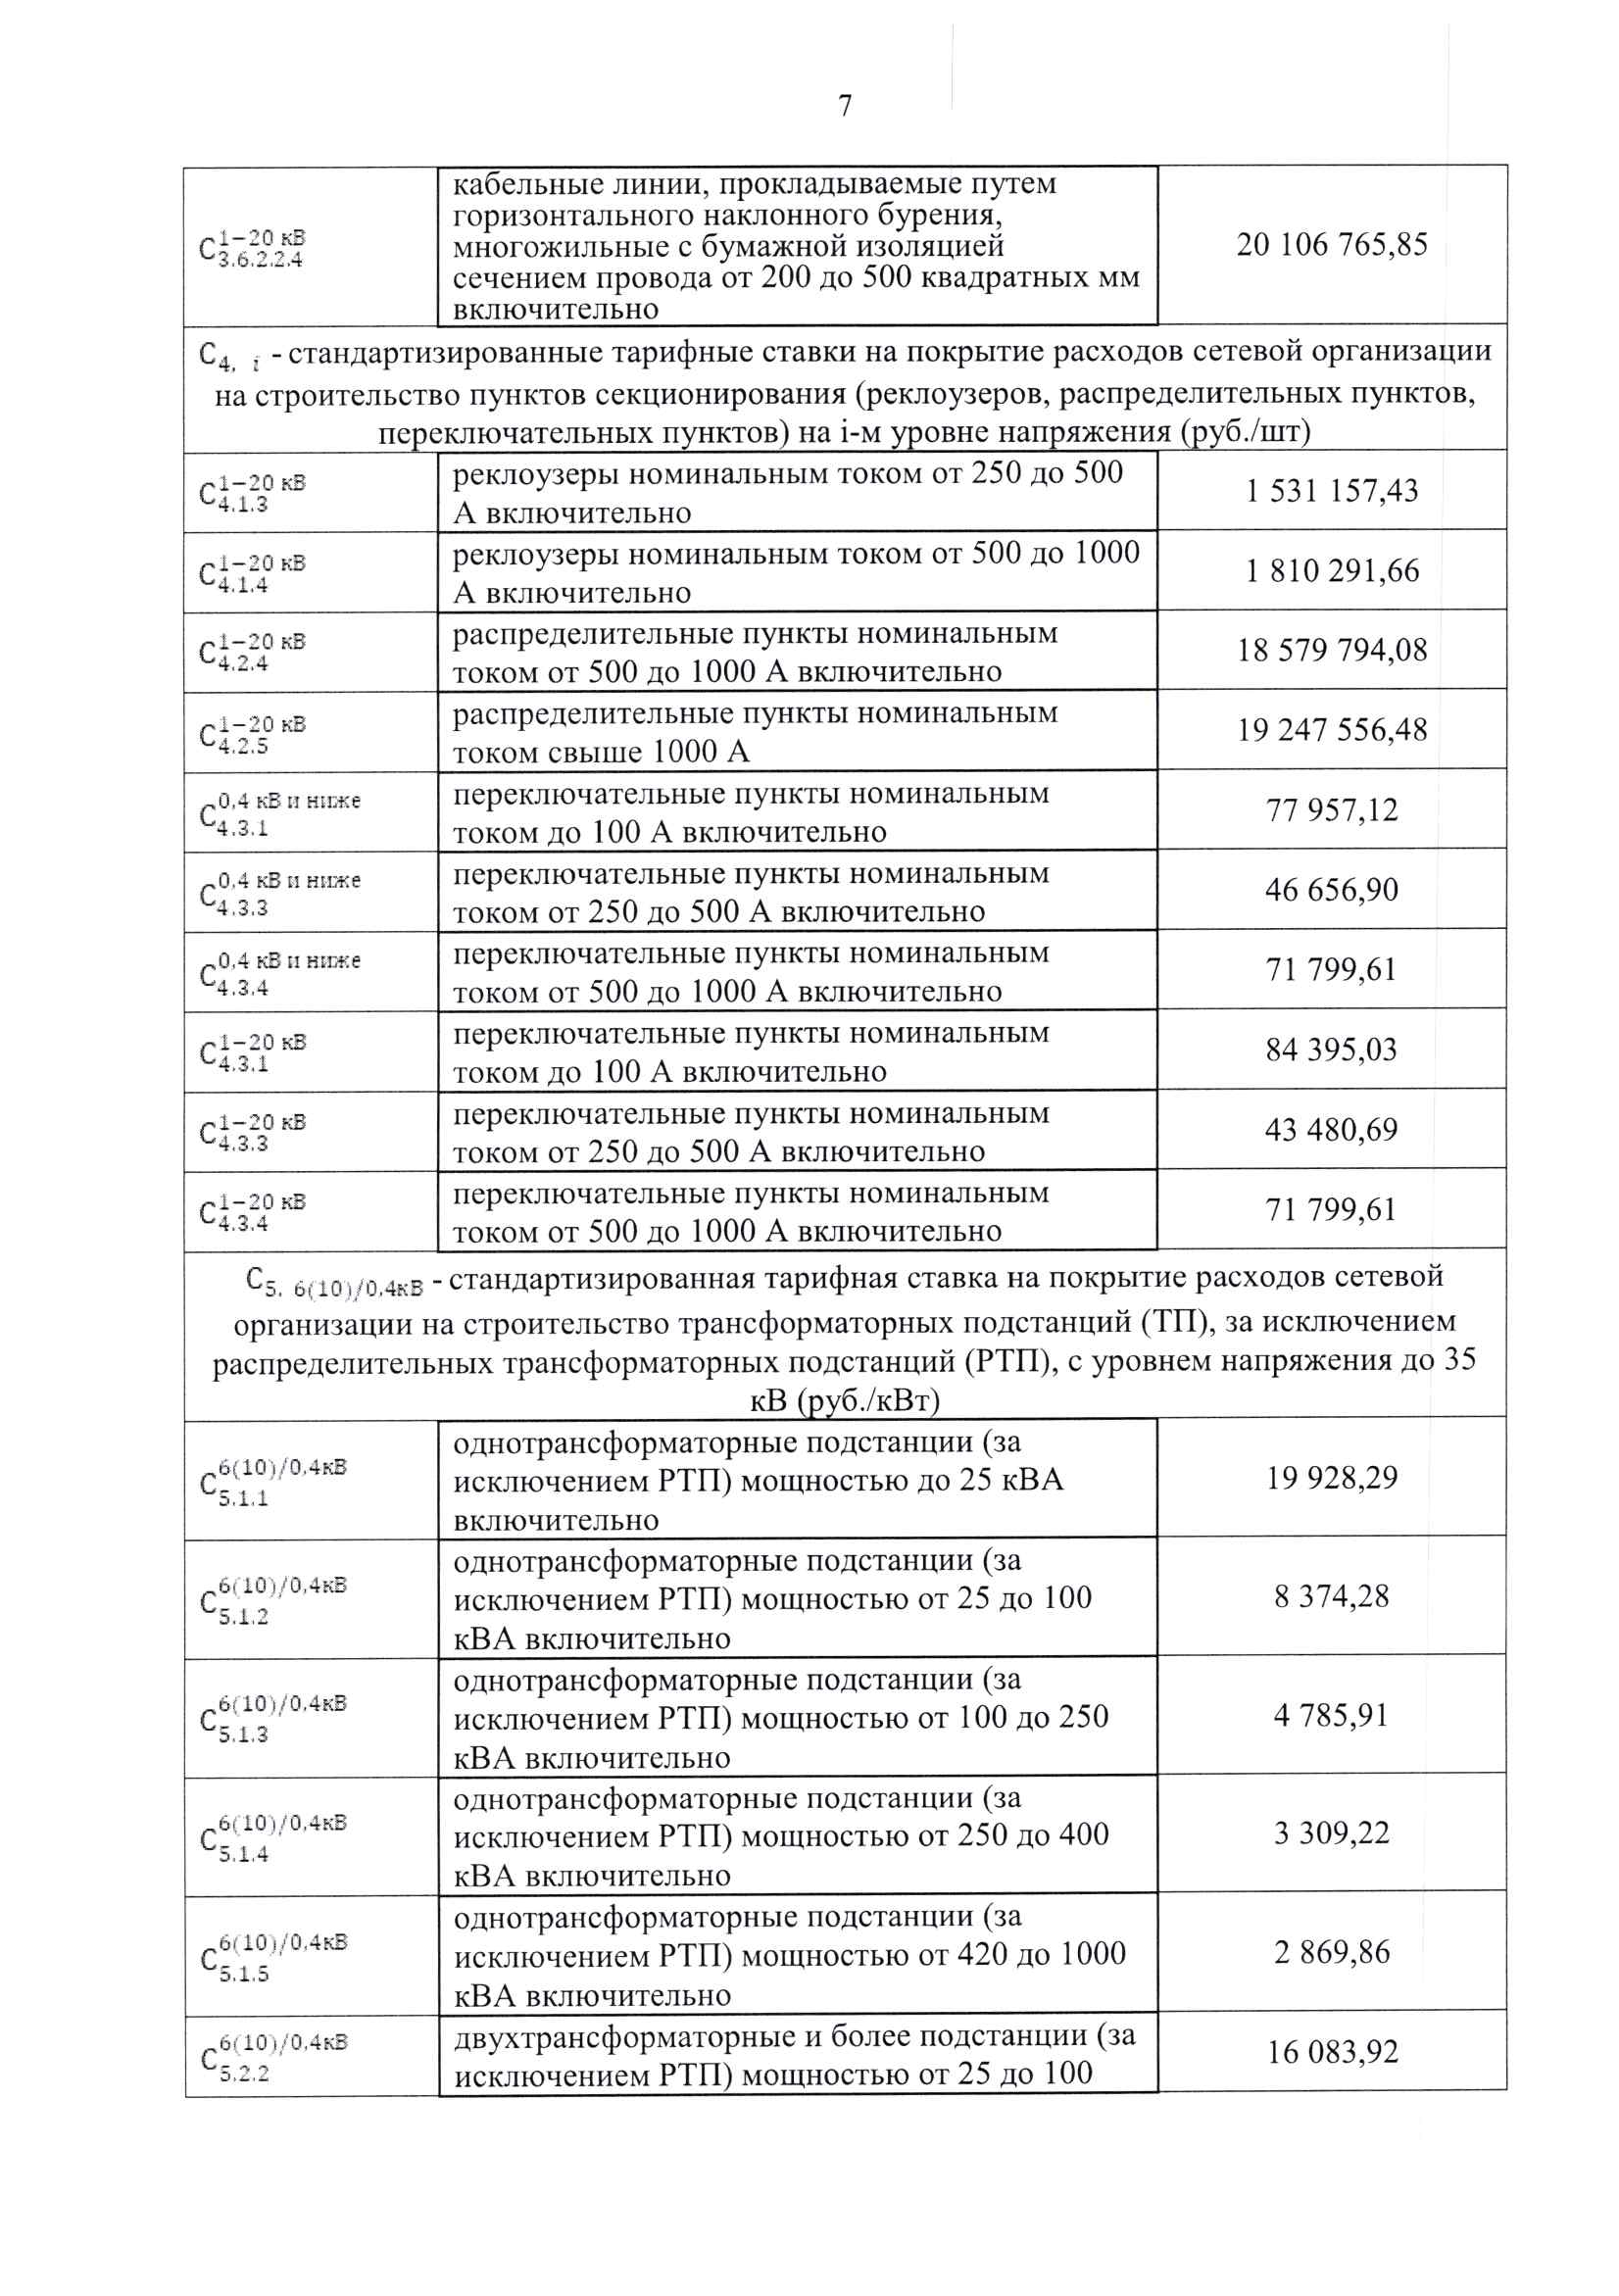 7
кабельные линии, прокладываемые путем
горизонтального наклонного бурения,
C 1–20 кВ 3.6.2.2.4 многожильные с бумажной изоляцией 20 106 765,85
сечением провода от 200 до 500 квадратных мм
включительно
C4, i - стандартизированные тарифные ставки на покрытие расходов сетевой организации
на строительство пунктов секционирования (реклоузеров, распределительных пунктов,
переключательных пунктов) на i-м уровне напряжения (руб./шт)
C 1–20 кВ 4.1.3 реклоузеры номинальным током от 250 до 500 1 531 157,43
А включительно
C 1–20 кВ 4.1.4 реклоузеры номинальным током от 500 до 1000 1 810 291,66
А включительно
C 1–20 кВ 4.2.4 распределительные пункты номинальным 18 579 794,08
током от 500 до 1000 А включительно
C 1–20 кВ 4.2.5 распределительные пункты номинальным 19 247 556,48
током свыше 1000 А
C 0,4 кВ и ниже 4.3.1 переключательные пункты номинальным 77 957,12
током до 100 А включительно
C 0,4 кВ и ниже 4.3.3 переключательные пункты номинальным 46 656,90
током от 250 до 500 А включительно
C 0,4 кВ и ниже 4.3.4 переключательные пункты номинальным 71 799,61
током от 500 до 1000 А включительно
C 1–20 кВ 4.3.1 переключательные пункты номинальным 84 395,03
током до 100 А включительно
C 1–20 кВ 4.3.3 переключательные пункты номинальным 43 480,69
током от 250 до 500 А включительно
C 1–20 кВ 4.3.4 переключательные пункты номинальным 71 799,61
током от 500 до 1000 А включительно
C5, 6(10)/0,4кВ - стандартизированная тарифная ставка на покрытие расходов сетевой
организации на строительство трансформаторных подстанций (ТП), за исключением
распределительных трансформаторных подстанций (РТП), с уровнем напряжения до 35
кВ (руб./кВт)
однотрансформаторные подстанции (за
C 6(10)/0,4кВ 5.1.1 исключением РТП) мощностью до 25 кВА 19 928,29
включительно
однотрансформаторные подстанции (за
C 6(10)/0,4кВ 5.1.2 исключением РТП) мощностью от 25 до 100 8 374,28
кВА включительно
однотрансформаторные подстанции (за
C 6(10)/0,4кВ 5.1.3 исключением РТП) мощностью от 100 до 250 4 785,91
кВА включительно
однотрансформаторные подстанции (за
C 6(10)/0,4кВ 5.1.4 исключением РТП) мощностью от 250 до 400 3 309,22
кВА включительно
однотрансформаторные подстанции (за
C 6(10)/0,4кВ 5.1.5 исключением РТП) мощностью от 420 до 1000 2 869,86
кВА включительно
C 6(10)/0,4кВ 5.2.2 двухтрансформаторные и более подстанции (за 16 083,92
исключением РТП) мощностью от 25 до 100